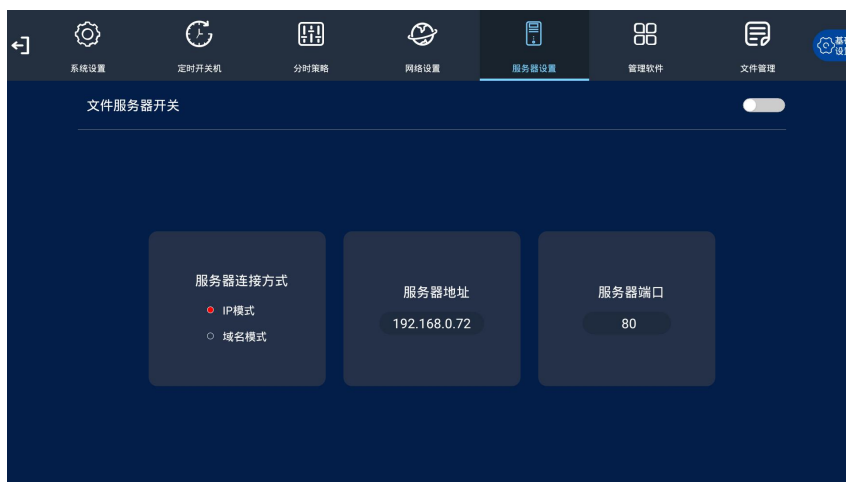 系统设置
定时开关机
分时策略
网络设置
服务器设置
管理软件
文件管理
文件服务器开关
服务器连接方式
IP模式
域名模式
服务器地址
192.168.0.72
服务器端口
80